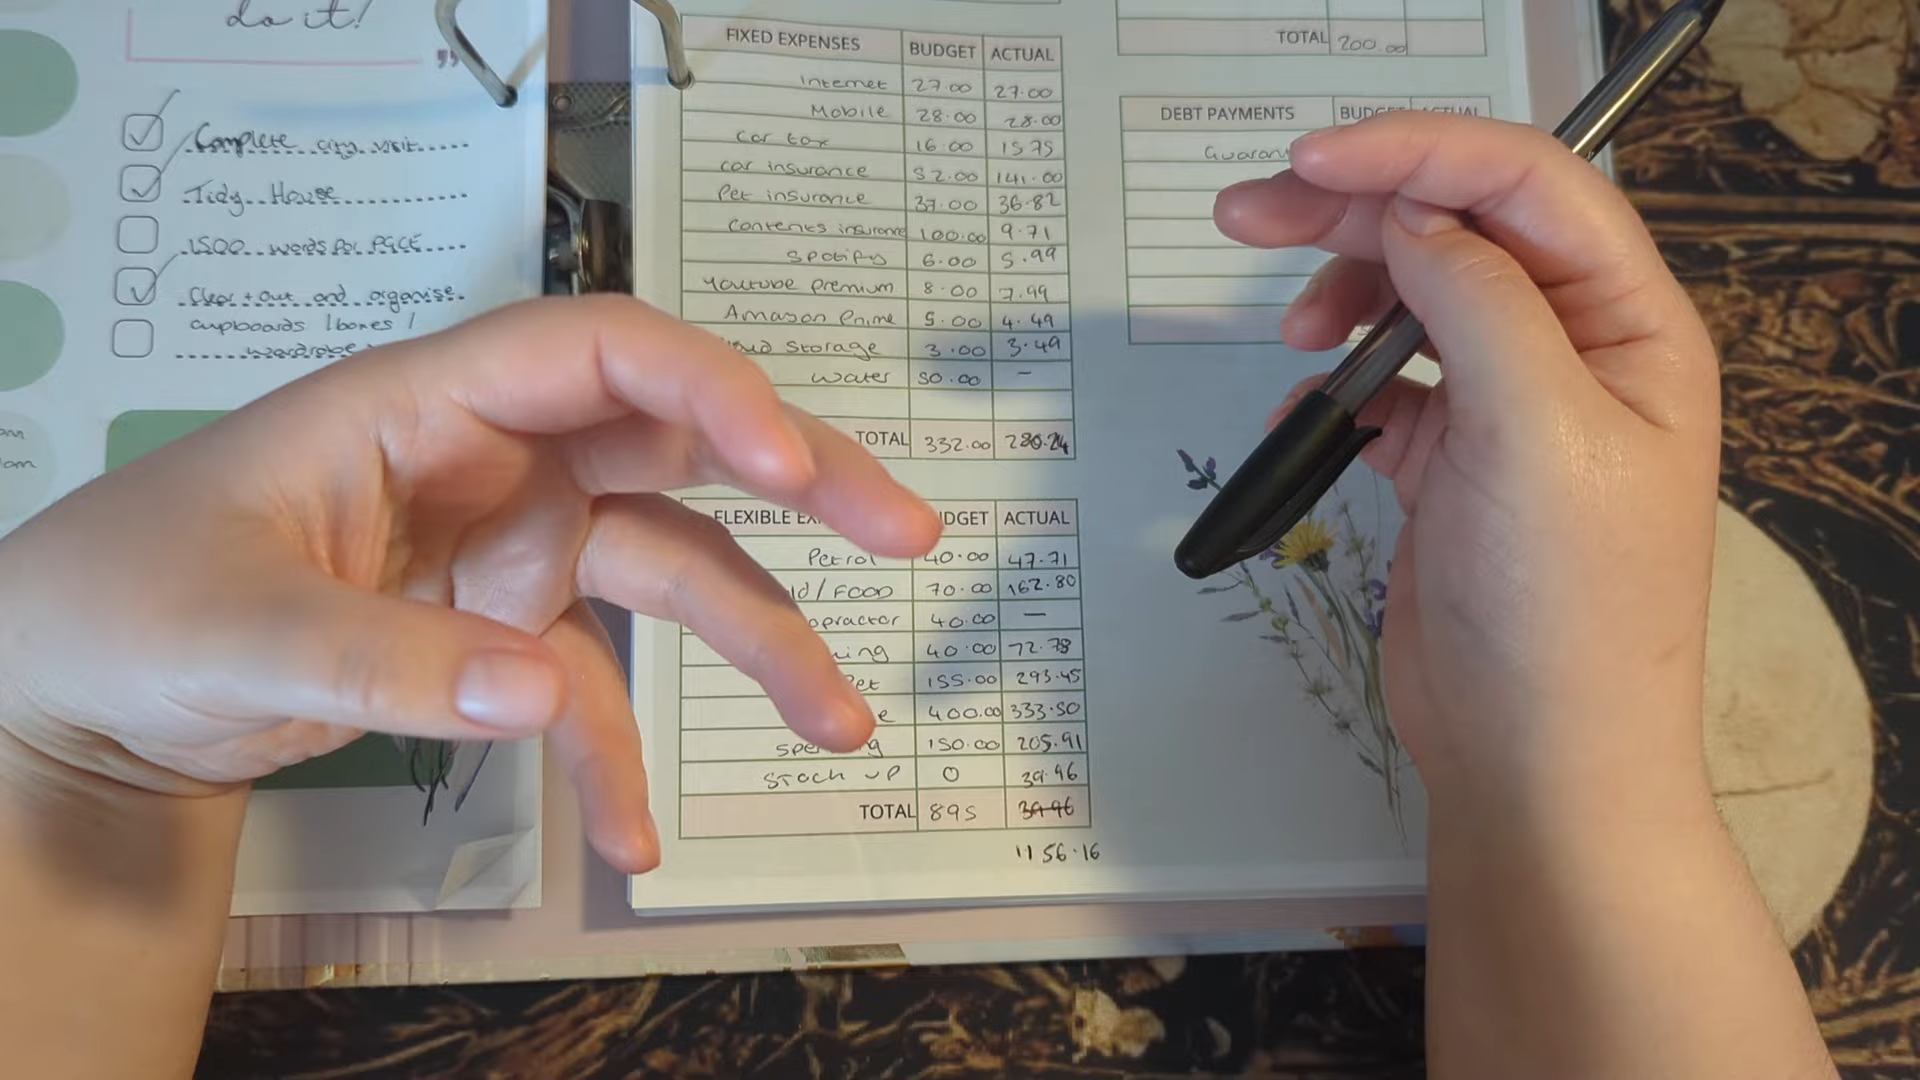 do it!
"
Complete city visit
Tidy House
1500 words for PGCE
Clear + out and organise
cupboards / boxes /
wardrobe
FIXED EXPENSES BUDGET ACTUAL
Internet 27.00 27.00
Mobile 28.00 28.00
Car tax 16.00 15 75
car insurance 52.00 141.00
Pet insurance 37.00 36.82
Contents insurance 100.00 9.71
Spotify 6.00 5.99
Youtube premium 8.00 7.99
Amazon Prime 5.00 4.49
Storage 3.00 3.49
Water 50.00 -
TOTAL 332.00 280.24
FLEXIBLE BUDGET ACTUAL
Petrol 40.00 47.71
/ FOOD 70.00 162.80
40.00 -
40.00 72.78
Pet 155.00 293.45
400.00 333.50
150.00 205.91
Stock up 0 39.96
TOTAL 895 39.96
1156.16
TOTAL 200.00
DEBT PAYMENTS BUDGET ACTUAL